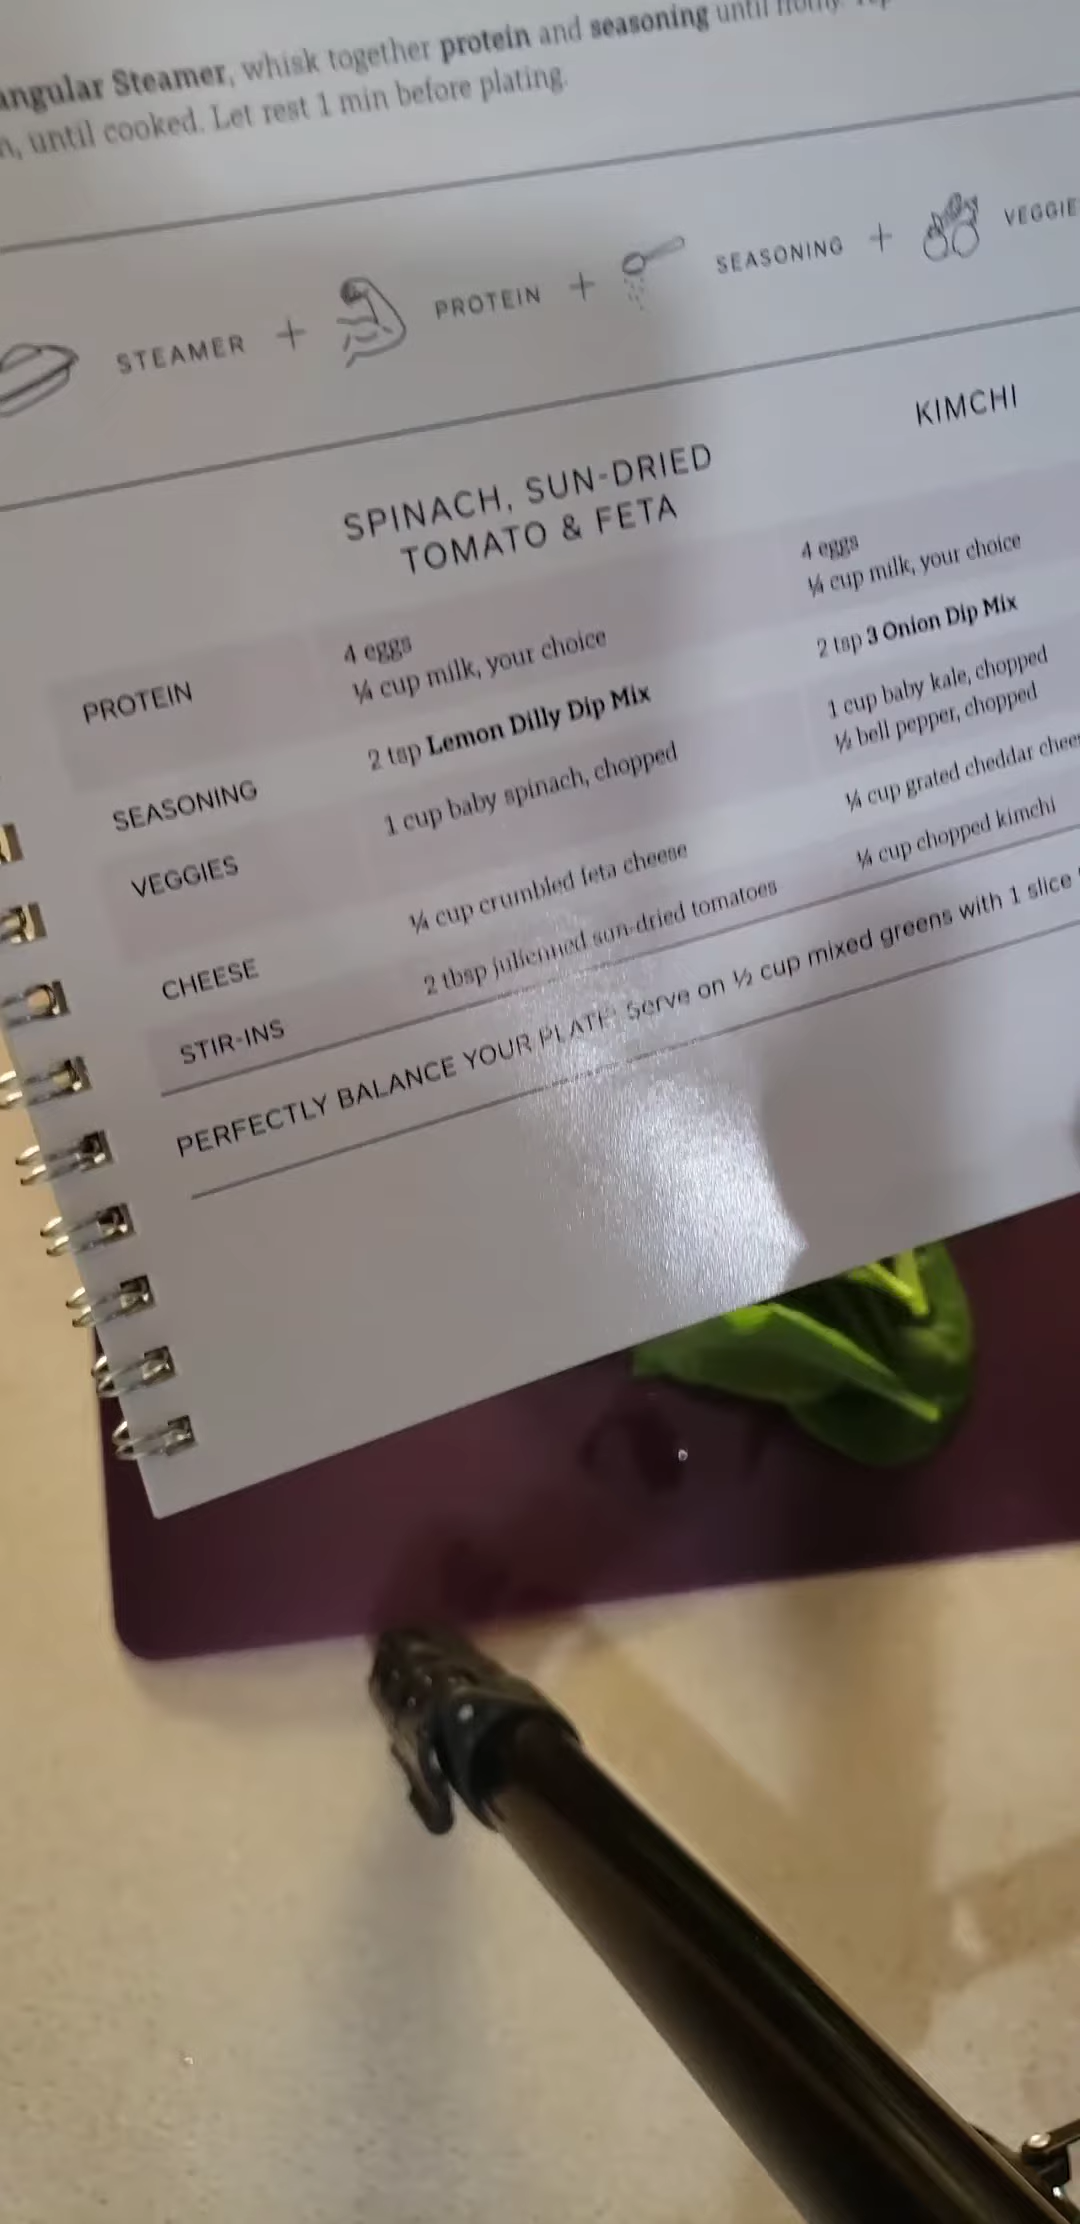 angular Steamer, whisk together protein and seasoning until
until cooked. Let rest 1 min before plating.
STEAMER + PROTEIN + SEASONING + VEGGIE
SPINACH, SUN-DRIED
TOMATO & FETA
KIMCHI
PROTEIN
4 eggs
¼ cup milk, your choice
4 eggs
¼ cup milk, your choice
SEASONING
2 tsp Lemon Dilly Dip Mix
2 tsp 3 Onion Dip Mix
VEGGIES
1 cup baby spinach, chopped
1 cup baby kale, chopped
bell pepper, chopped
CHEESE
¼ cup crumbled feta cheese
¼ cup grated cheddar chee
STIR-INS
2 tbsp julienned sun-dried tomatoes
¼ cup chopped kimchi
PERFECTLY BALANCE YOUR PLATE Serve on ½ cup mixed greens with 1 slice